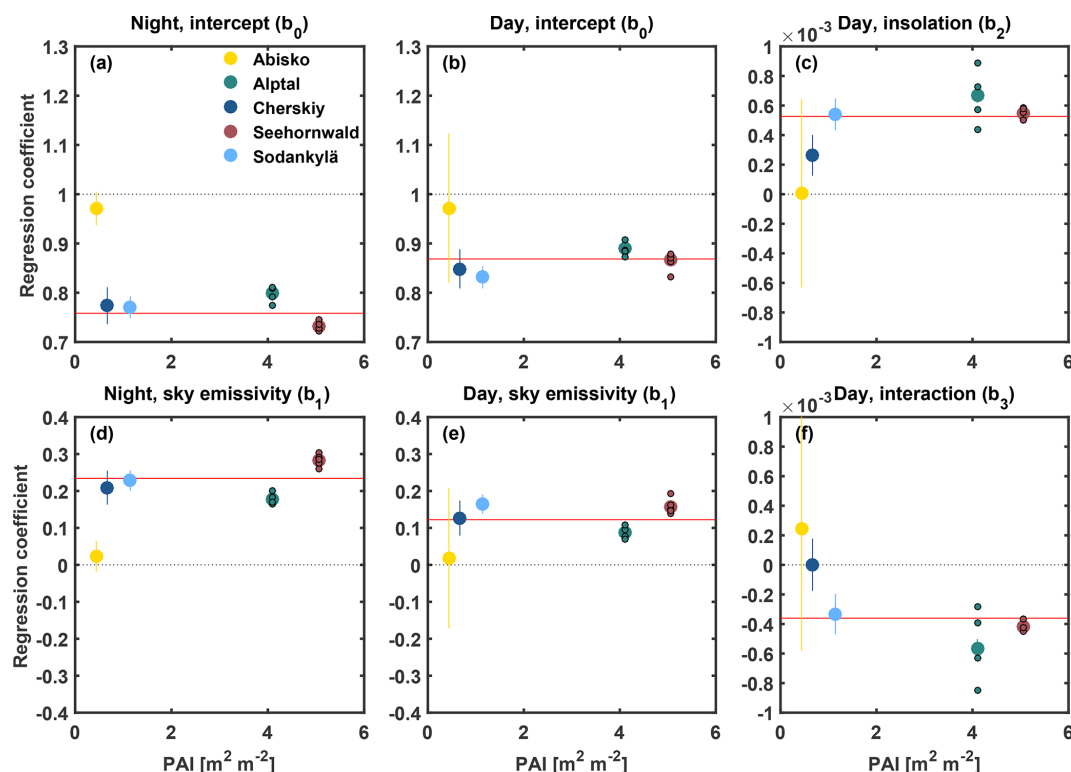 Night, intercept (b0)
Day, intercept (b0)
Day, insolation (b2)
× 10-3
(a)
(b)
(c)
Abisko
Alptal
Cherskiy
Seehornwald
Sodankylä
Regression coefficient
1.3
1.2
1.1
1
0.9
0.8
0.7
0 2 4 6
1.3
1.2
1.1
1
0.9
0.8
0.7
0 2 4 6
1
0.8
0.6
0.4
0.2
0
-0.2
-0.4
-0.6
-0.8
-1
0 2 4 6
Night, sky emissivity (b1)
Day, sky emissivity (b1)
Day, interaction (b3)
× 10-3
(d)
(e)
(f)
Regression coefficient
0.4
0.3
0.2
0.1
0
-0.1
-0.2
-0.3
-0.4
0 2 4 6
PAI [m2 m-2]
0.4
0.3
0.2
0.1
0
-0.1
-0.2
-0.3
-0.4
0 2 4 6
PAI [m2 m-2]
1
0.8
0.6
0.4
0.2
0
-0.2
-0.4
-0.6
-0.8
-1
0 2 4 6
PAI [m2 m-2]